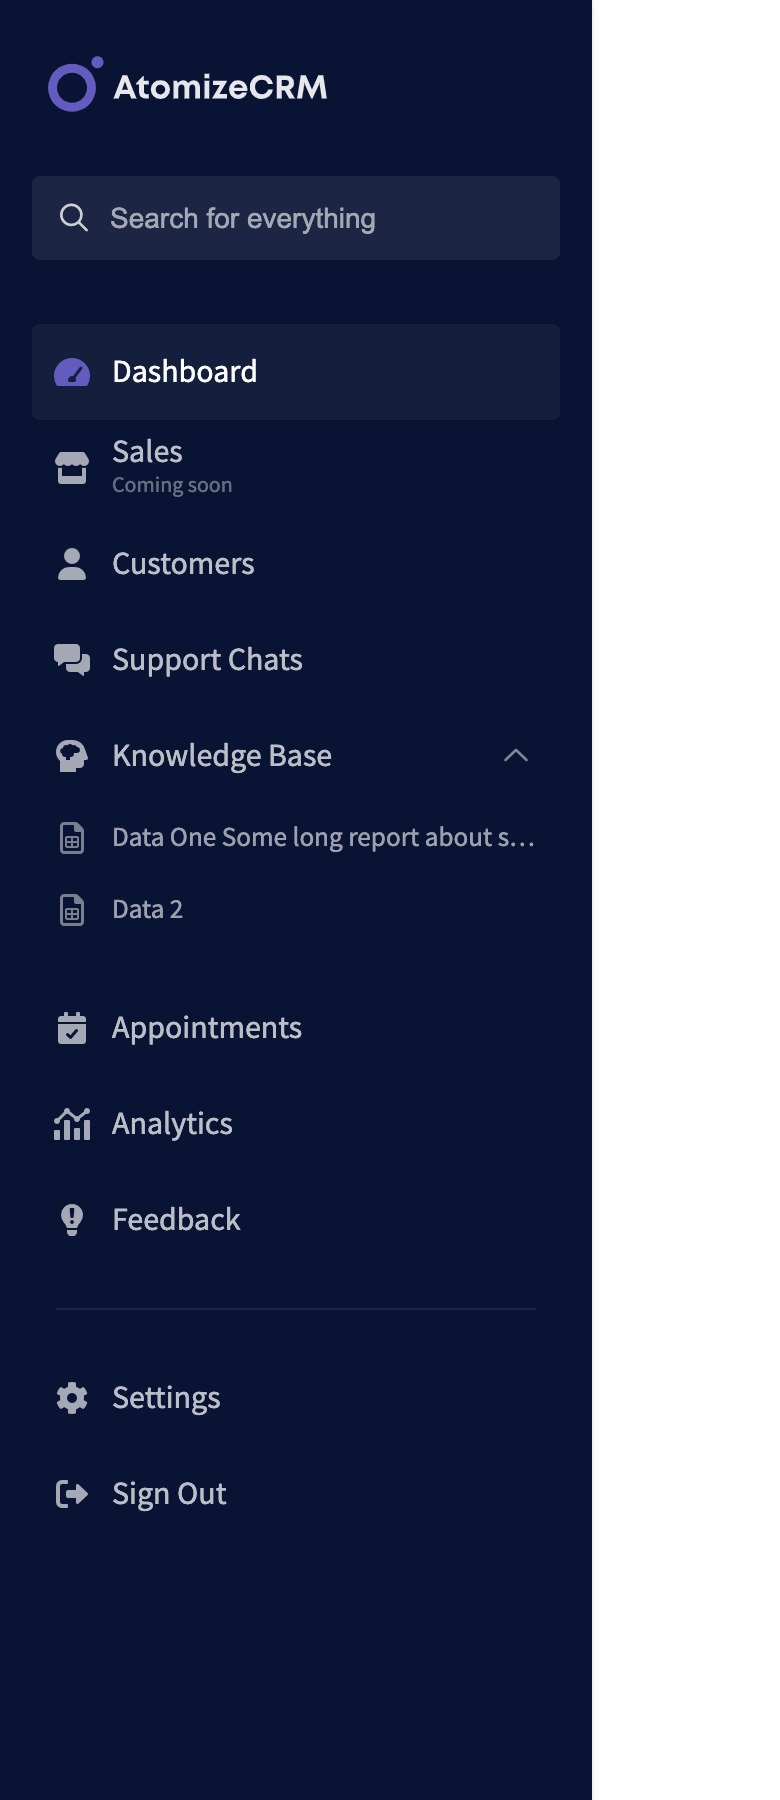 AtomizeCRM
Search for everything
Dashboard
Sales
Coming soon
Customers
Support Chats
Knowledge Base
Data One Some long report about s...
Data 2
Appointments
Analytics
Feedback
Settings
Sign Out